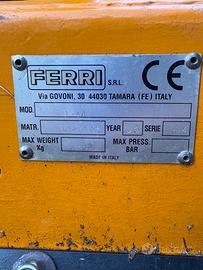 FERRI S.R.L. CE
Via GOVONI, 30 44030 TAMARA (FE) ITALY
MOD.
MATR. YEAR SERIE
MAX WEIGHT Kg MAX PRESS. BAR
MADE IN ITALY